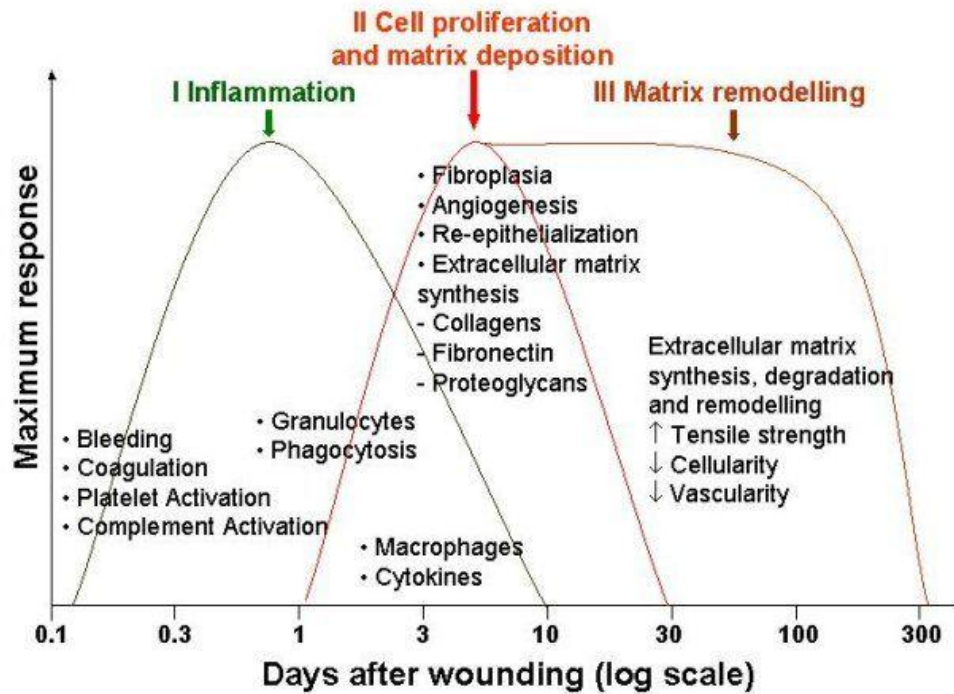 II Cell proliferation
and matrix deposition
I Inflammation
III Matrix remodelling
Maximum response
• Fibroplasia
• Angiogenesis
• Re-epithelialization
• Extracellular matrix
synthesis
- Collagens
- Fibronectin
- Proteoglycans
Extracellular matrix
synthesis, degradation
and remodelling
↑ Tensile strength
↓ Cellularity
↓ Vascularity
• Granulocytes
• Phagocytosis
• Bleeding
• Coagulation
• Platelet Activation
• Complement Activation
• Macrophages
• Cytokines
0.1 0.3 1 3 10 30 100 300
Days after wounding (log scale)